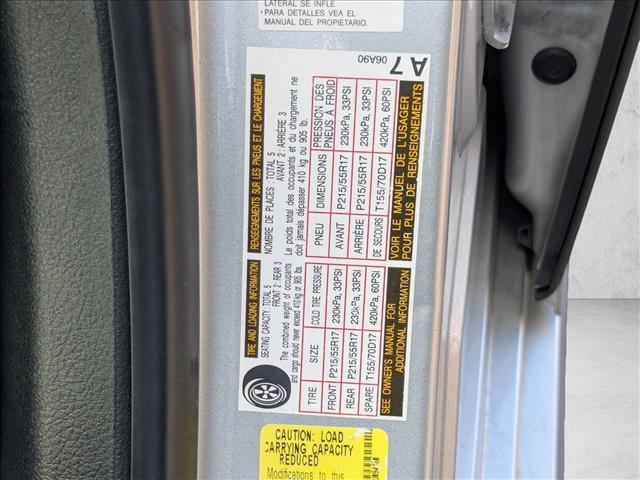 LATERAL SE INFLE.
-PARA DETALLES VEA EL
MANUAL DEL PROPIETARIO.
TIRE AND LOADING INFORMATION
SEATING CAPACITY: TOTAL 5
FRONT 2 : REAR 3
The combined weight of occupants
and cargo should never exceed 410 kg or 905 lbs.
TIRE SIZE COLD TIRE PRESSURE
FRONT P215/55R17 230kPa, 33PSI
REAR P215/55R17 230kPa, 33PSI
SPARE T155/70D17 420kPa, 60PSI
SEE OWNER'S MANUAL FOR
ADDITIONAL INFORMATION
RENSEIGNEMENTS SUR LES PNEUS ET LE CHARGEMENT
NOMBRE DE PLACES : TOTAL 5
AVANT 2 : ARRIÈRE 3
Le poids total des occupants et du chargement ne
doit jamais dépasser 410 kg ou 905 lb.
PNEU DIMENSIONS PRESSION DES
PNEUS À FROID
AVANT P215/55R17 230kPa, 33PSI
ARRIÈRE P215/55R17 230kPa, 33PSI
DE SECOURS T155/70D17 420kPa, 60PSI
VOIR LE MANUEL DE L'USAGER
POUR PLUS DE RENSEIGNEMENTS
A7
06A90
CAUTION: LOAD
CARRYING CAPACITY
REDUCED
Modifications to this